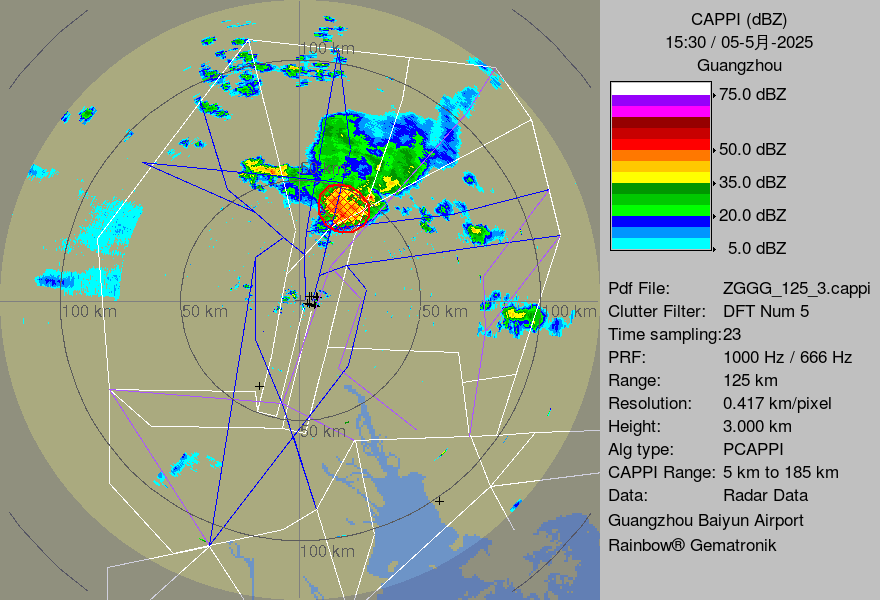 100 km
50 km
100 km
50 km
50 km
100 km
100 km
CAPPI (dBZ)
15:30 / 05-5月-2025
Guangzhou
75.0 dBZ
50.0 dBZ
35.0 dBZ
20.0 dBZ
5.0 dBZ
Pdf File: ZGGG_125_3.cappi
Clutter Filter: DFT Num 5
Time sampling:23
PRF: 1000 Hz / 666 Hz
Range: 125 km
Resolution: 0.417 km/pixel
Height: 3.000 km
Alg type: PCAPPI
CAPPI Range: 5 km to 185 km
Data: Radar Data
Guangzhou Baiyun Airport
Rainbow® Gematronik